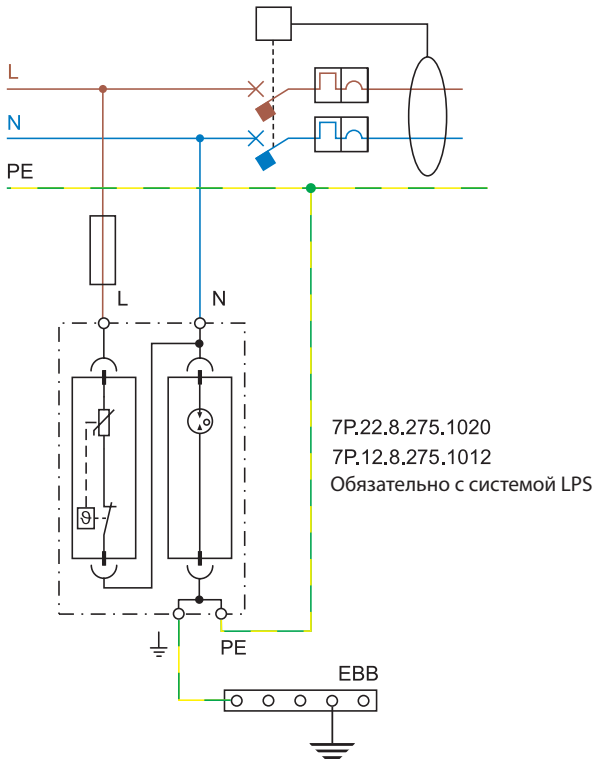 L
N
PE
L
N
ϑ
7P.22.8.275.1020
7P.12.8.275.1012
Обязательно с системой LPS
PE
EBB